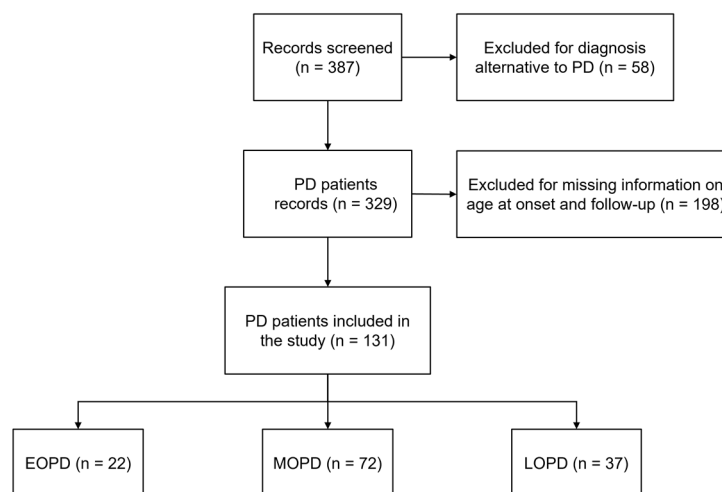 Records screened
(n = 387)
Excluded for diagnosis
alternative to PD (n = 58)
PD patients
records (n = 329)
Excluded for missing information on
age at onset and follow-up (n = 198)
PD patients included in
the study (n = 131)
EOPD (n = 22)
MOPD (n = 72)
LOPD (n = 37)